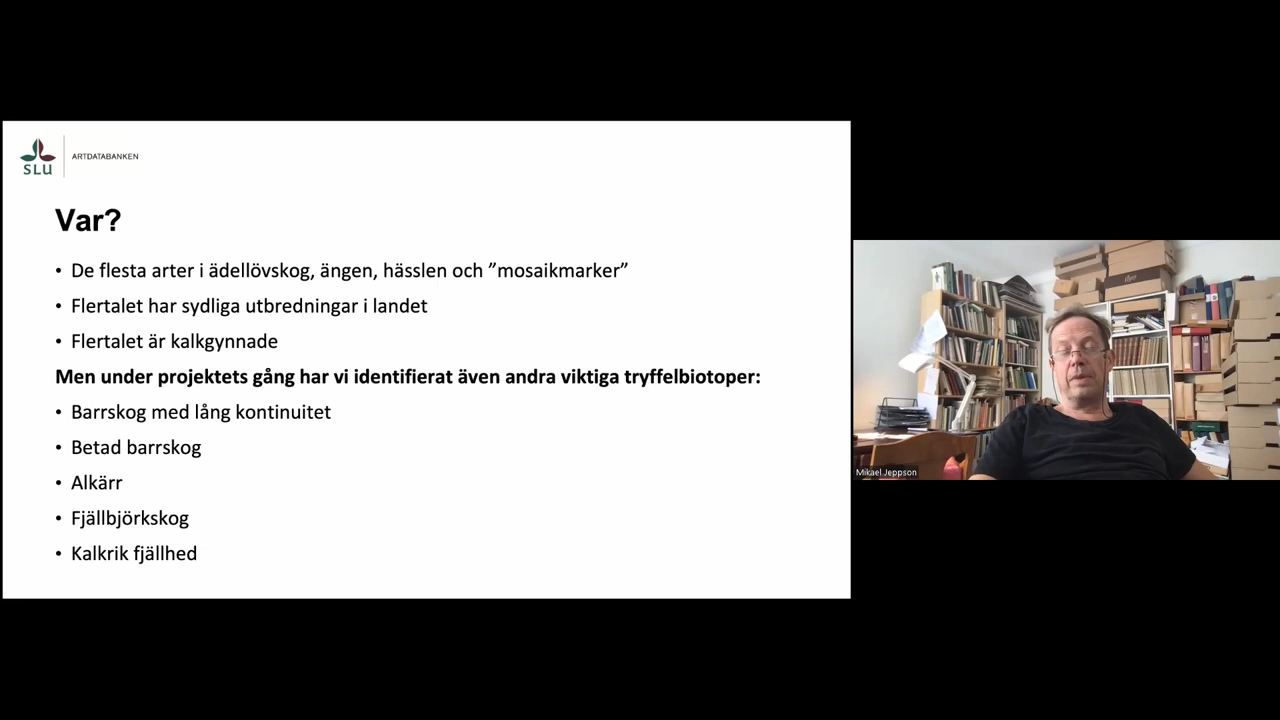 SLU
ARTDATABANKEN
Var?
• De flesta arter i ädellövskog, ängen, hässlen och ”mosaikmarker”
• Flertalet har sydliga utbredningar i landet
• Flertalet är kalkgynnade
Men under projektets gång har vi identifierat även andra viktiga tryffelbiotoper:
• Barrskog med lång kontinuitet
• Betad barrskog
• Alkärr
• Fjällbjörkskog
• Kalkrik fjällhed
Mikael Jeppson